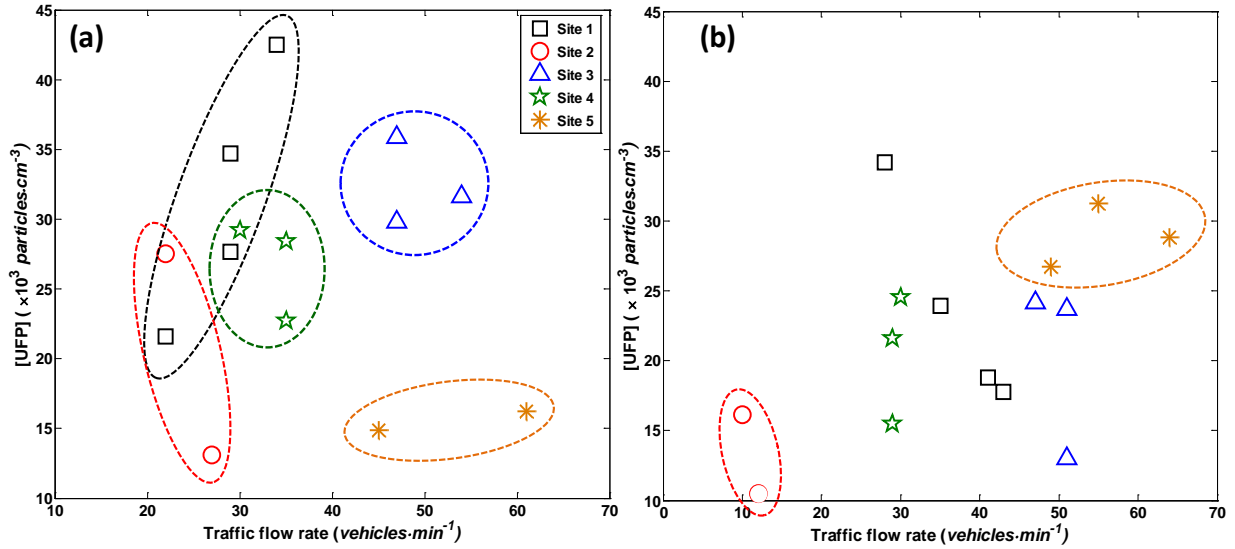 (a)
Site 1
Site 2
Site 3
Site 4
Site 5
45
40
35
30
25
20
15
10
[UFP] ( ×10³ particles.cm⁻³)
10 20 30 40 50 60 70
Traffic flow rate (vehicles·min⁻¹)
(b)
45
40
35
30
25
20
15
10
[UFP] ( × 10³ particles.cm⁻³)
0 10 20 30 40 50 60 70
Traffic flow rate (vehicles·min⁻¹)